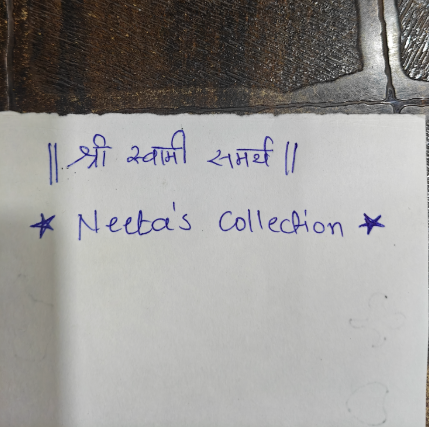 || श्री स्वामी समर्थ ||
★ Neeta's Collection ★